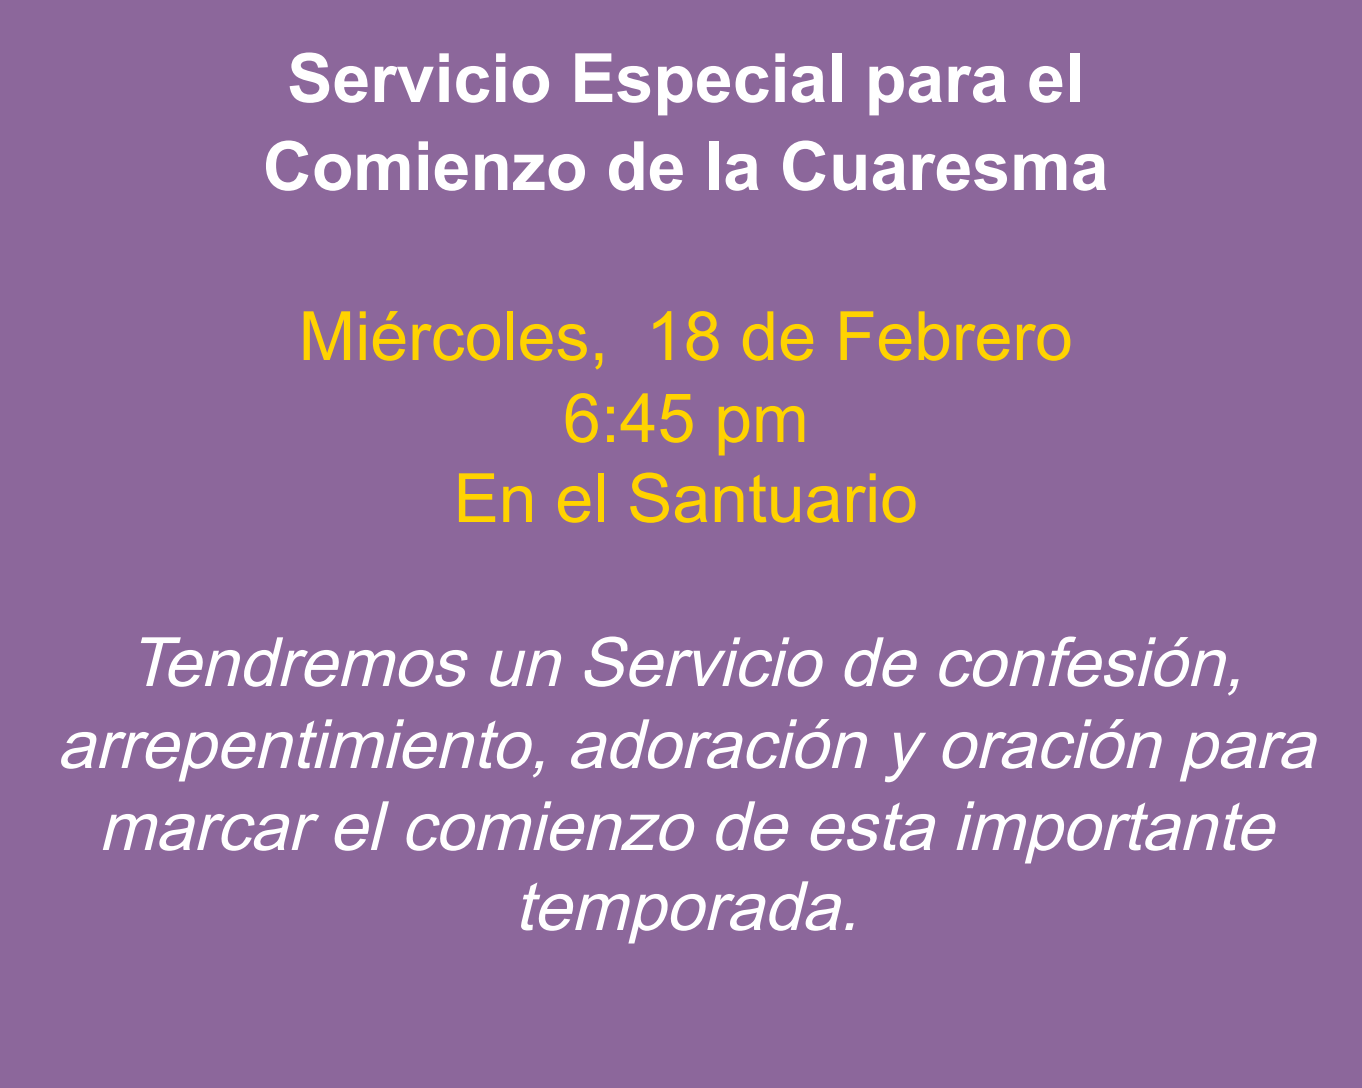 Servicio Especial para el
Comienzo de la Cuaresma
Miércoles,  18 de Febrero
6:45 pm
En el Santuario
Tendremos un Servicio de confesión,
arrepentimiento, adoración y oración para
marcar el comienzo de esta importante
temporada.